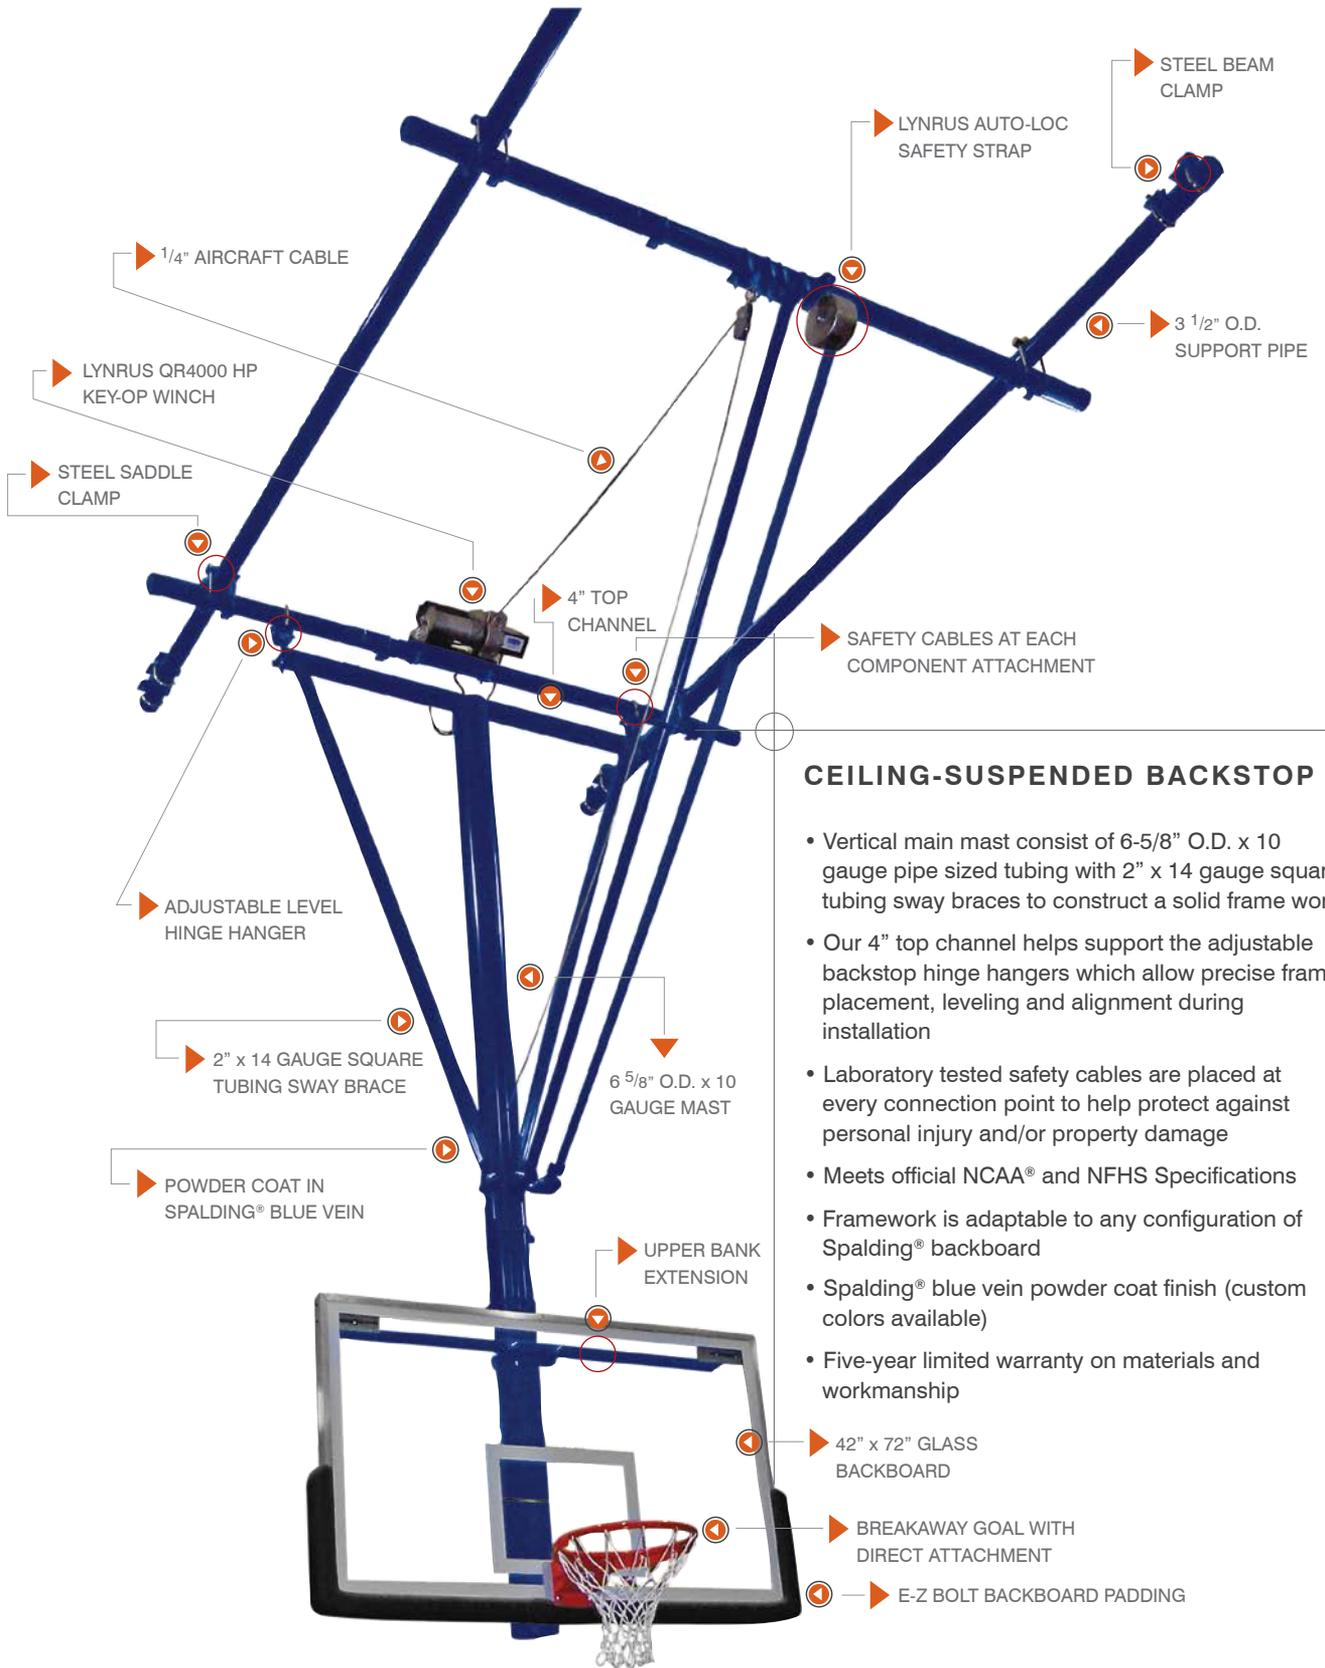 STEEL BEAM
CLAMP
LYNRUS AUTO-LOC
SAFETY STRAP
1/4” AIRCRAFT CABLE
3 1/2” O.D.
SUPPORT PIPE
LYNRUS QR4000 HP
KEY-OP WINCH
STEEL SADDLE
CLAMP
4” TOP
CHANNEL
SAFETY CABLES AT EACH
COMPONENT ATTACHMENT
CEILING-SUSPENDED BACKSTOP
• Vertical main mast consist of 6-5/8” O.D. x 10
gauge pipe sized tubing with 2” x 14 gauge squar
tubing sway braces to construct a solid frame wor
• Our 4” top channel helps support the adjustable
backstop hinge hangers which allow precise fram
placement, leveling and alignment during
installation
• Laboratory tested safety cables are placed at
every connection point to help protect against
personal injury and/or property damage
• Meets official NCAA® and NFHS Specifications
• Framework is adaptable to any configuration of
Spalding® backboard
• Spalding® blue vein powder coat finish (custom
colors available)
• Five-year limited warranty on materials and
workmanship
ADJUSTABLE LEVEL
HINGE HANGER
2” x 14 GAUGE SQUARE
TUBING SWAY BRACE
6 5/8” O.D. x 10
GAUGE MAST
POWDER COAT IN
SPALDING® BLUE VEIN
UPPER BANK
EXTENSION
42” x 72” GLASS
BACKBOARD
BREAKAWAY GOAL WITH
DIRECT ATTACHMENT
E-Z BOLT BACKBOARD PADDING